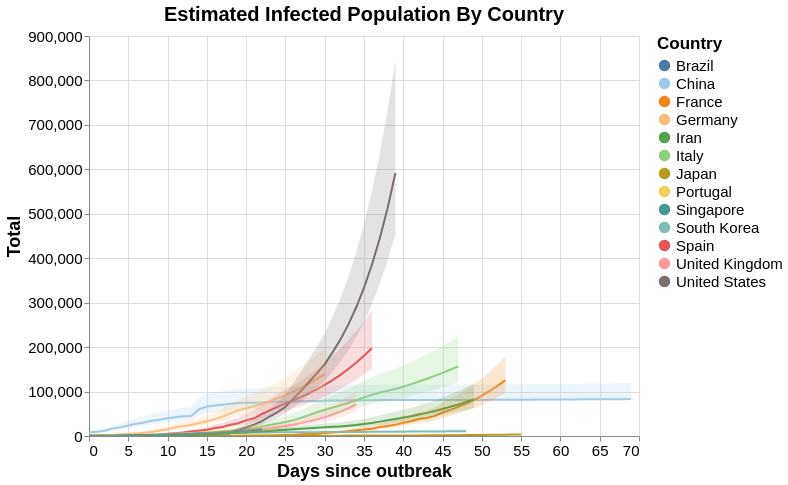 Estimated Infected Population By Country
Total
900,000
800,000
700,000
600,000
500,000
400,000
300,000
200,000
100,000
0
0 5 10 15 20 25 30 35 40 45 50 55 60 65 70
Days since outbreak
Country
Brazil
China
France
Germany
Iran
Italy
Japan
Portugal
Singapore
South Korea
Spain
United Kingdom
United States